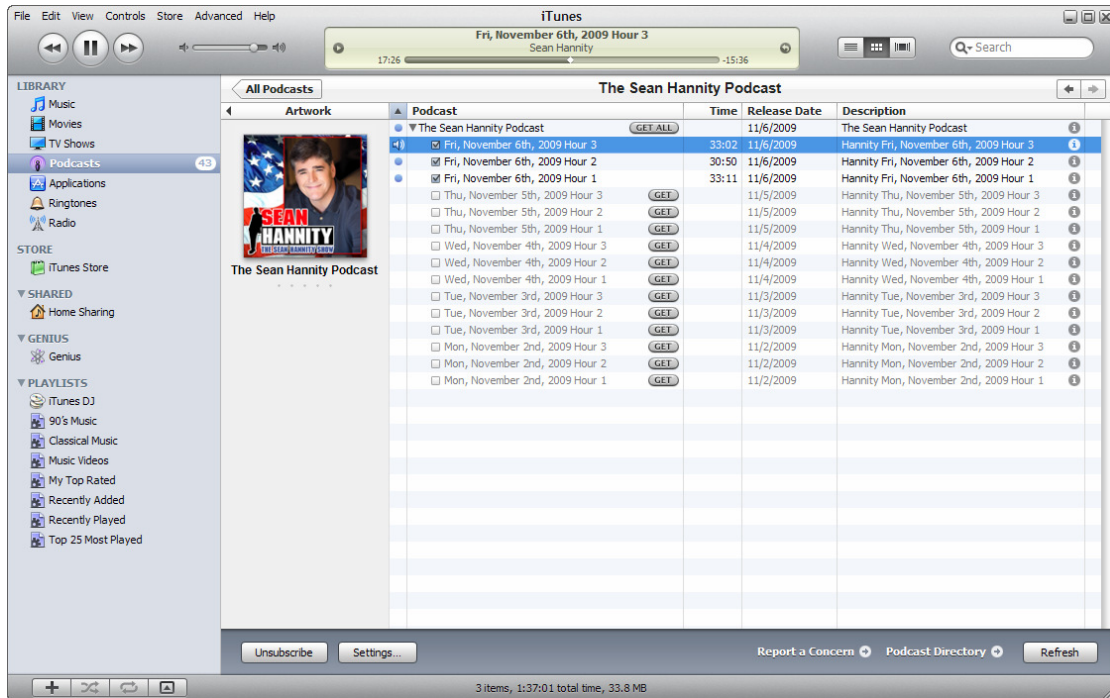 File Edit View Controls Store Advanced Help
iTunes
Fri, November 6th, 2009 Hour 3
Sean Hannity
17:26 -15:36
Search
LIBRARY
Music
Movies
TV Shows
Podcasts 43
Applications
Ringtones
Radio
STORE
iTunes Store
SHARED
Home Sharing
GENIUS
Genius
PLAYLISTS
iTunes DJ
90's Music
Classical Music
Music Videos
My Top Rated
Recently Added
Recently Played
Top 25 Most Played
All Podcasts
The Sean Hannity Podcast
Artwork
SEAN
HANNITY
THE SEAN HANNITY SHOW
The Sean Hannity Podcast
Podcast Time Release Date Description
The Sean Hannity Podcast GET ALL 11/6/2009 The Sean Hannity Podcast
Fri, November 6th, 2009 Hour 3 33:02 11/6/2009 Hannity Fri, November 6th, 2009 Hour 3
Fri, November 6th, 2009 Hour 2 30:50 11/6/2009 Hannity Fri, November 6th, 2009 Hour 2
Fri, November 6th, 2009 Hour 1 33:11 11/6/2009 Hannity Fri, November 6th, 2009 Hour 1
Thu, November 5th, 2009 Hour 3 GET 11/5/2009 Hannity Thu, November 5th, 2009 Hour 3
Thu, November 5th, 2009 Hour 2 GET 11/5/2009 Hannity Thu, November 5th, 2009 Hour 2
Thu, November 5th, 2009 Hour 1 GET 11/5/2009 Hannity Thu, November 5th, 2009 Hour 1
Wed, November 4th, 2009 Hour 3 GET 11/4/2009 Hannity Wed, November 4th, 2009 Hour 3
Wed, November 4th, 2009 Hour 2 GET 11/4/2009 Hannity Wed, November 4th, 2009 Hour 2
Wed, November 4th, 2009 Hour 1 GET 11/4/2009 Hannity Wed, November 4th, 2009 Hour 1
Tue, November 3rd, 2009 Hour 3 GET 11/3/2009 Hannity Tue, November 3rd, 2009 Hour 3
Tue, November 3rd, 2009 Hour 2 GET 11/3/2009 Hannity Tue, November 3rd, 2009 Hour 2
Tue, November 3rd, 2009 Hour 1 GET 11/3/2009 Hannity Tue, November 3rd, 2009 Hour 1
Mon, November 2nd, 2009 Hour 3 GET 11/2/2009 Hannity Mon, November 2nd, 2009 Hour 3
Mon, November 2nd, 2009 Hour 2 GET 11/2/2009 Hannity Mon, November 2nd, 2009 Hour 2
Mon, November 2nd, 2009 Hour 1 GET 11/2/2009 Hannity Mon, November 2nd, 2009 Hour 1
Unsubscribe Settings... Report a Concern Podcast Directory Refresh
3 items, 1:37:01 total time, 33.8 MB